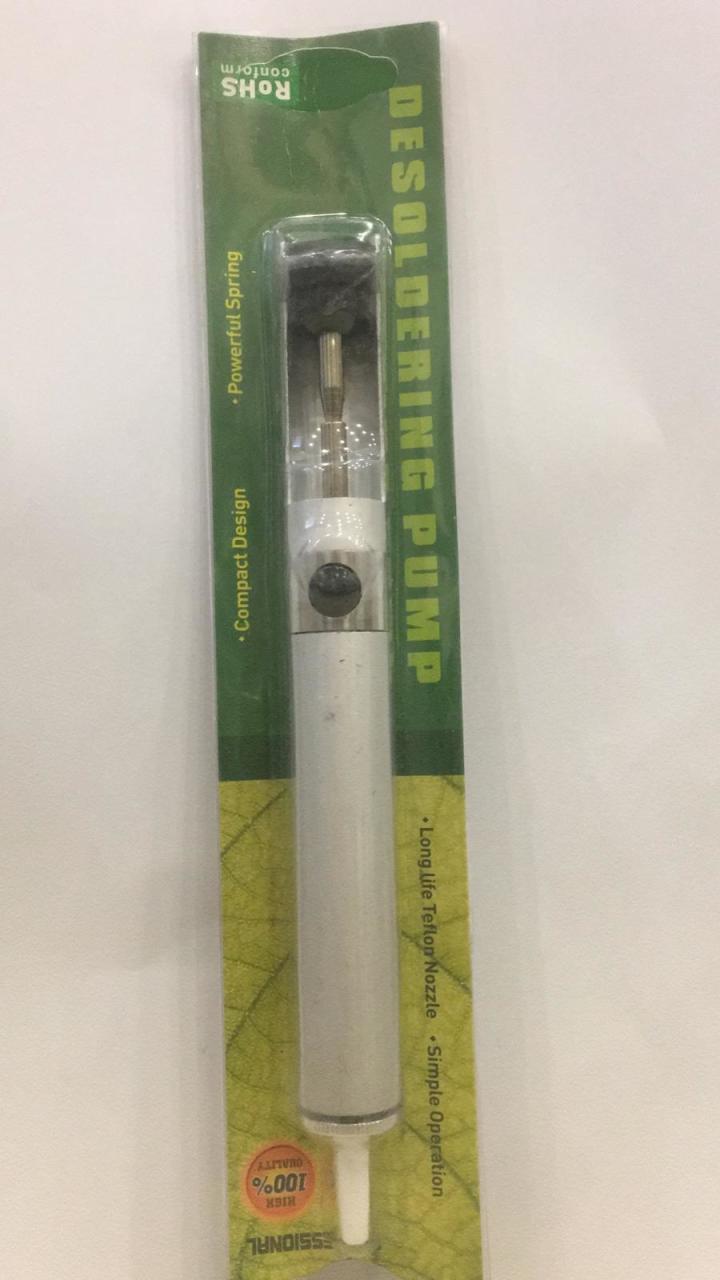 RoHS
conform
DESOLDERING PUMP
• Powerful Spring
• Compact Design
• Long life Teflon Nozzle
• Simple Operation
HIGH
100%
QUALITY
ESSIONAL